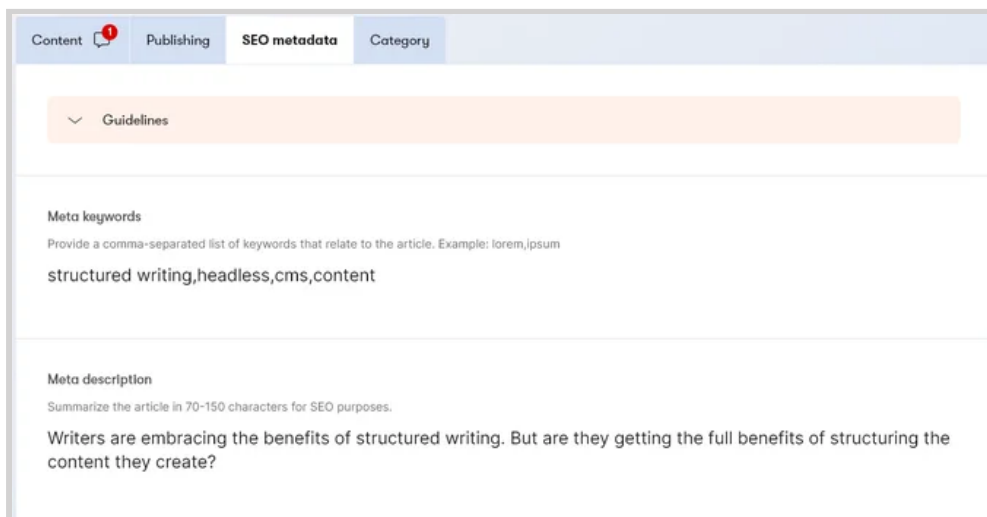 Content 1 Publishing SEO metadata Category
Guidelines
Meta keywords
Provide a comma-separated list of keywords that relate to the article. Example: lorem,ipsum
structured writing,headless,cms,content
Meta description
Summarize the article in 70-150 characters for SEO purposes.
Writers are embracing the benefits of structured writing. But are they getting the full benefits of structuring the
content they create?